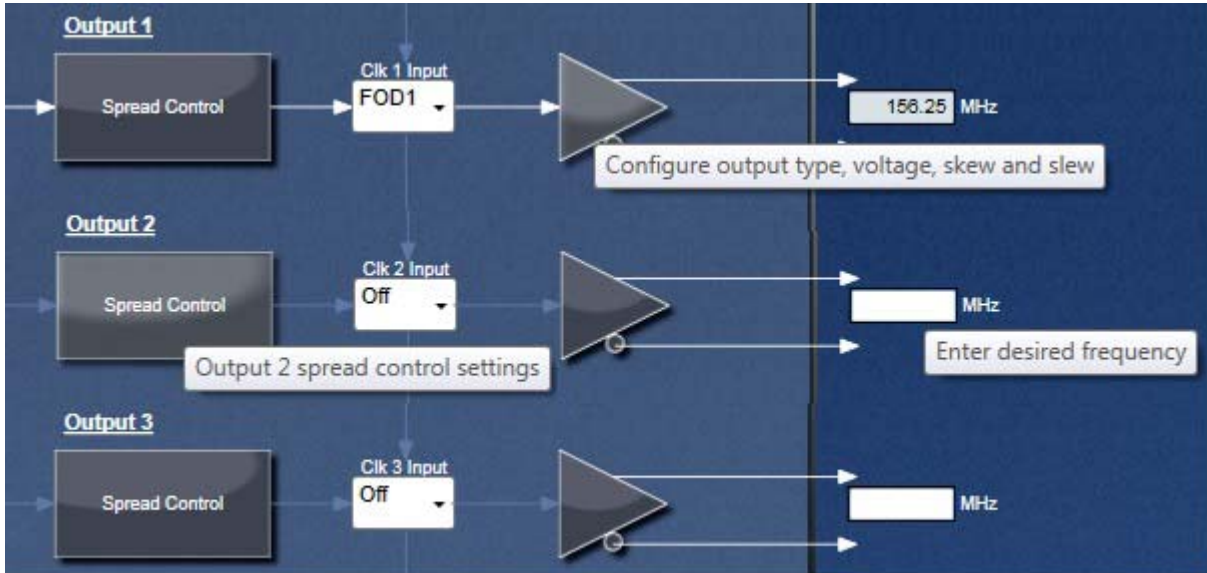 Output 1
Clk 1 Input
Spread Control
FOD1
156.25 MHz
Configure output type, voltage, skew and slew
Output 2
Clk 2 Input
Spread Control
Off
MHz
Output 2 spread control settings
Enter desired frequency
Output 3
Clk 3 Input
Spread Control
Off
MHz